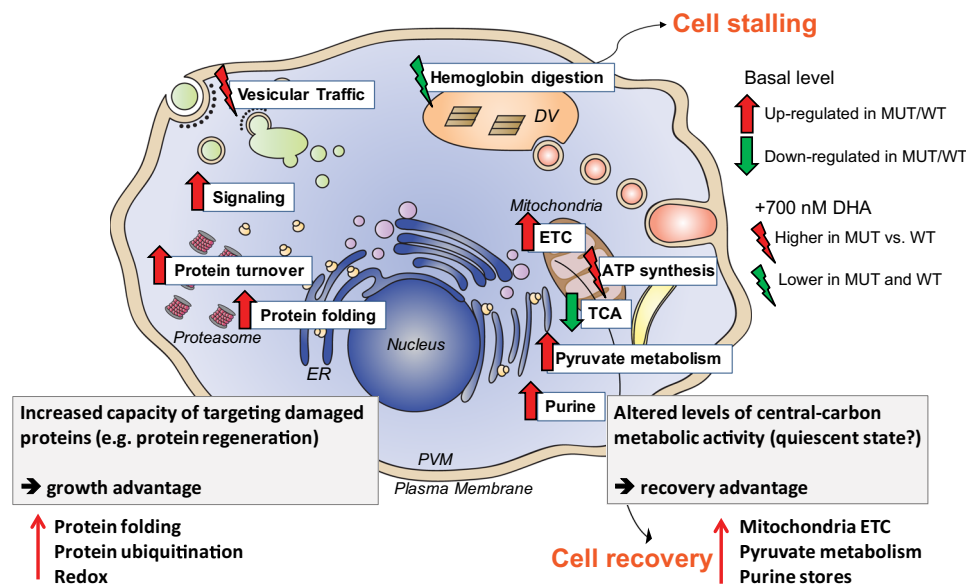 Cell stalling
Hemoglobin digestion
Vesicular Traffic
DV
Basal level
Up-regulated in MUT/WT
Down-regulated in MUT/WT
Signaling
Mitochondria
+700 nM DHA
ETC
Higher in MUT vs. WT
Protein turnover
ATP synthesis
Lower in MUT and WT
Protein folding
TCA
Proteasome
Nucleus
Pyruvate metabolism
ER
Purine
Increased capacity of targeting damaged
proteins (e.g. protein regeneration)
➔ growth advantage
PVM
Plasma Membrane
Altered levels of central-carbon
metabolic activity (quiescent state?)
➔ recovery advantage
Protein folding
Protein ubiquitination
Redox
Cell recovery
Mitochondria ETC
Pyruvate metabolism
Purine stores